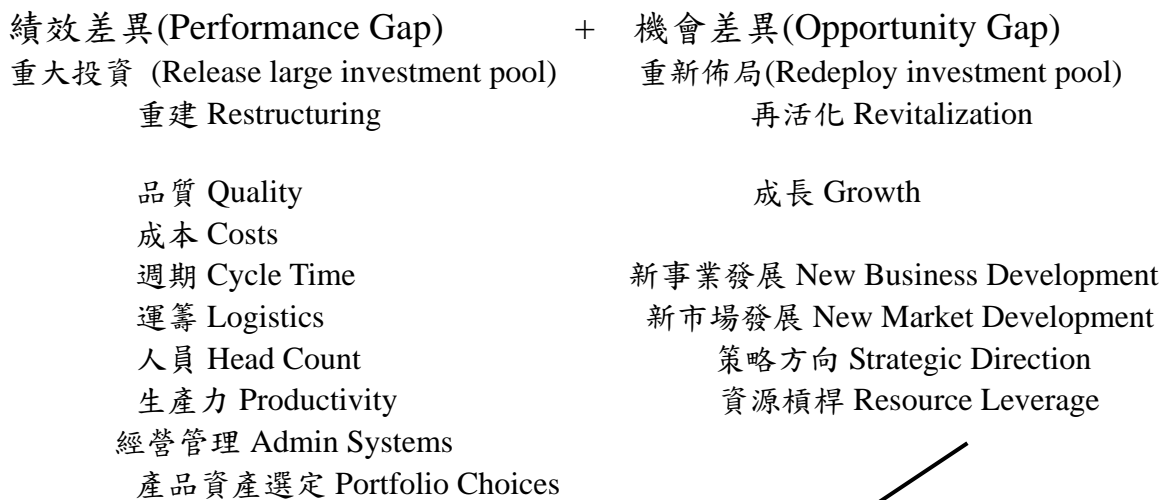 績效差異(Performance Gap) + 機會差異(Opportunity Gap)
重大投資 (Release large investment pool) 重新佈局(Redeploy investment pool)
重建 Restructuring 再活化 Revitalization
品質 Quality 成長 Growth
成本 Costs
週期 Cycle Time 新事業發展 New Business Development
運籌 Logistics 新市場發展 New Market Development
人員 Head Count 策略方向 Strategic Direction
生產力 Productivity 資源槓桿 Resource Leverage
經營管理 Admin Systems
產品資產選定 Portfolio Choices